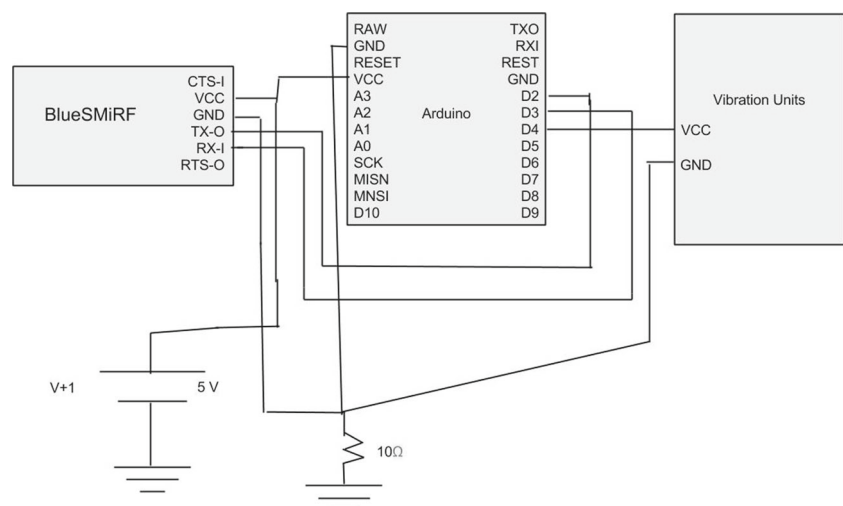 BlueSMiRF
CTS-I
VCC
GND
TX-O
RX-I
RTS-O
RAW
GND
RESET
VCC
A3
A2
A1
A0
SCK
MISN
MNSI
D10
Arduino
TXO
RXI
REST
GND
D2
D3
D4
D5
D6
D7
D8
D9
Vibration Units
VCC
GND
V+1
5 V
10Ω